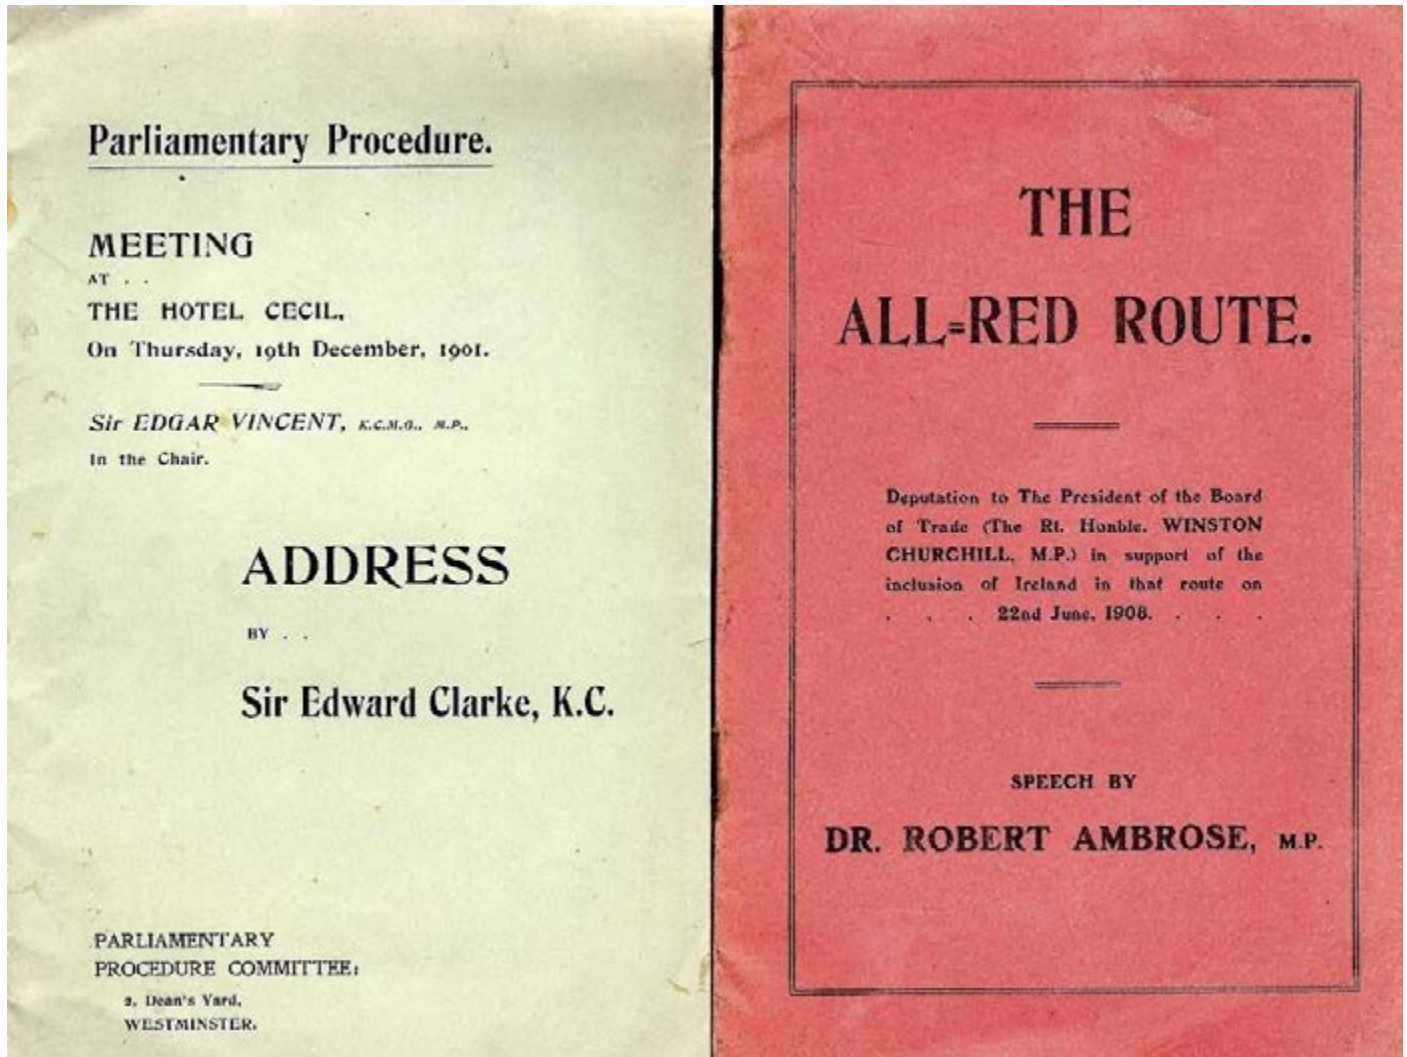 Parliamentary Procedure.
MEETING
AT . .
THE HOTEL CECIL,
On Thursday, 19th December, 1901.
Sir EDGAR VINCENT, K.C.M.G., M.P.,
In the Chair.
ADDRESS
BY . .
Sir Edward Clarke, K.C.
PARLIAMENTARY
PROCEDURE COMMITTEE:
2, Dean's Yard,
WESTMINSTER.
THE
ALL=RED ROUTE.
Deputation to The President of the Board
of Trade (The Rt. Honble. WINSTON
CHURCHILL, M.P.) in support of the
inclusion of Ireland in that route on
. . . 22nd June, 1908. . . .
SPEECH BY
DR. ROBERT AMBROSE, M.P.